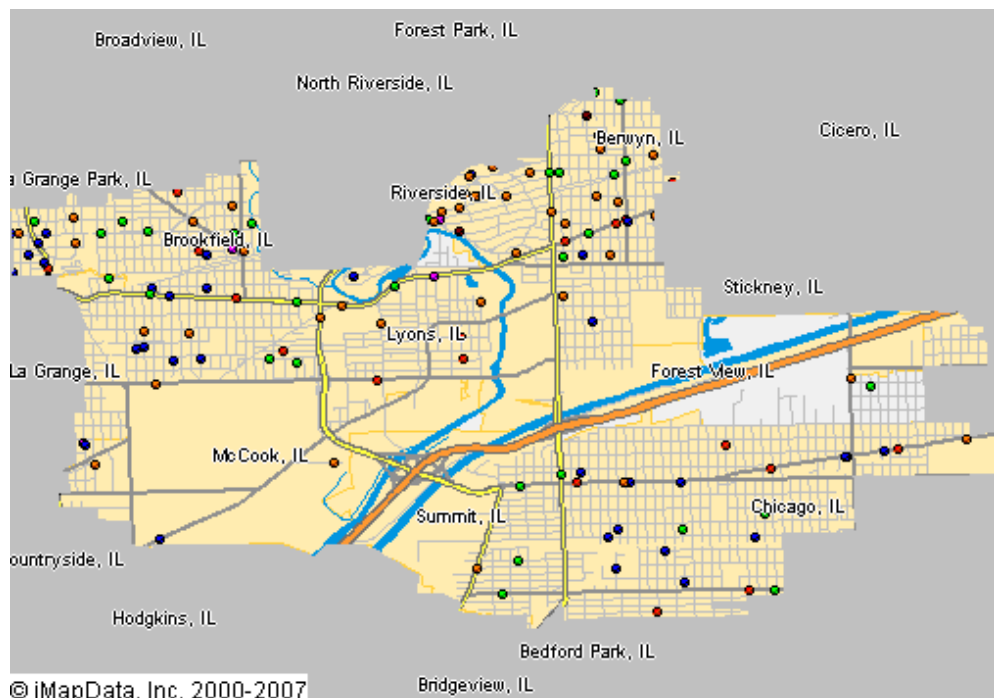 Forest Park, IL
Broadview, IL
North Riverside, IL
Cicero, IL
Berwyn, IL
a Grange Park, IL
Riverside, IL
Brookfield, IL
Stickney, IL
Lyons, IL
La Grange, IL
Forest View, IL
McCook, IL
Chicago, IL
Summit, IL
ountryside, IL
Hodgkins, IL
Bedford Park, IL
Bridgeview, IL
© iMapData, Inc. 2000-2007